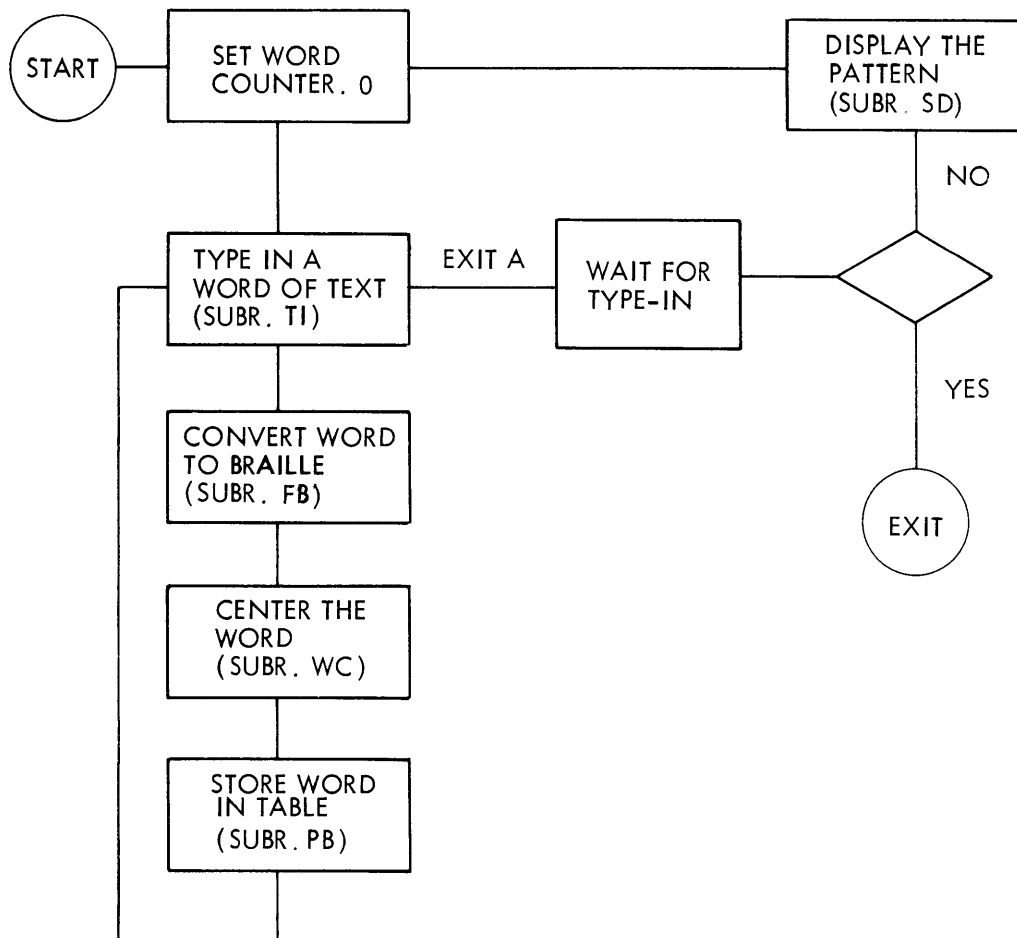 START
SET WORD
COUNTER. 0
DISPLAY THE
PATTERN
(SUBR. SD)
NO
TYPE IN A
WORD OF TEXT
(SUBR. TI)
EXIT A
WAIT FOR
TYPE-IN
YES
CONVERT WORD
TO BRAILLE
(SUBR. FB)
EXIT
CENTER THE
WORD
(SUBR. WC)
STORE WORD
IN TABLE
(SUBR. PB)